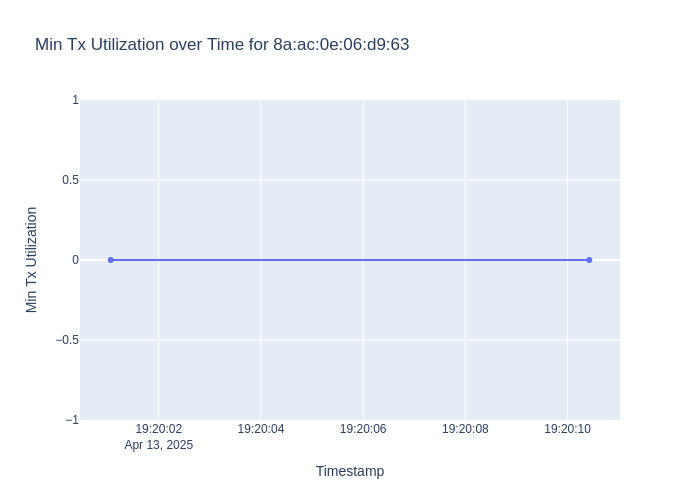 Min Tx Utilization over Time for 8a:ac:0e:06:d9:63
1
0.5
0
−0.5
−1
Min Tx Utilization
19:20:02
Apr 13, 2025
19:20:04
19:20:06
19:20:08
19:20:10
Timestamp